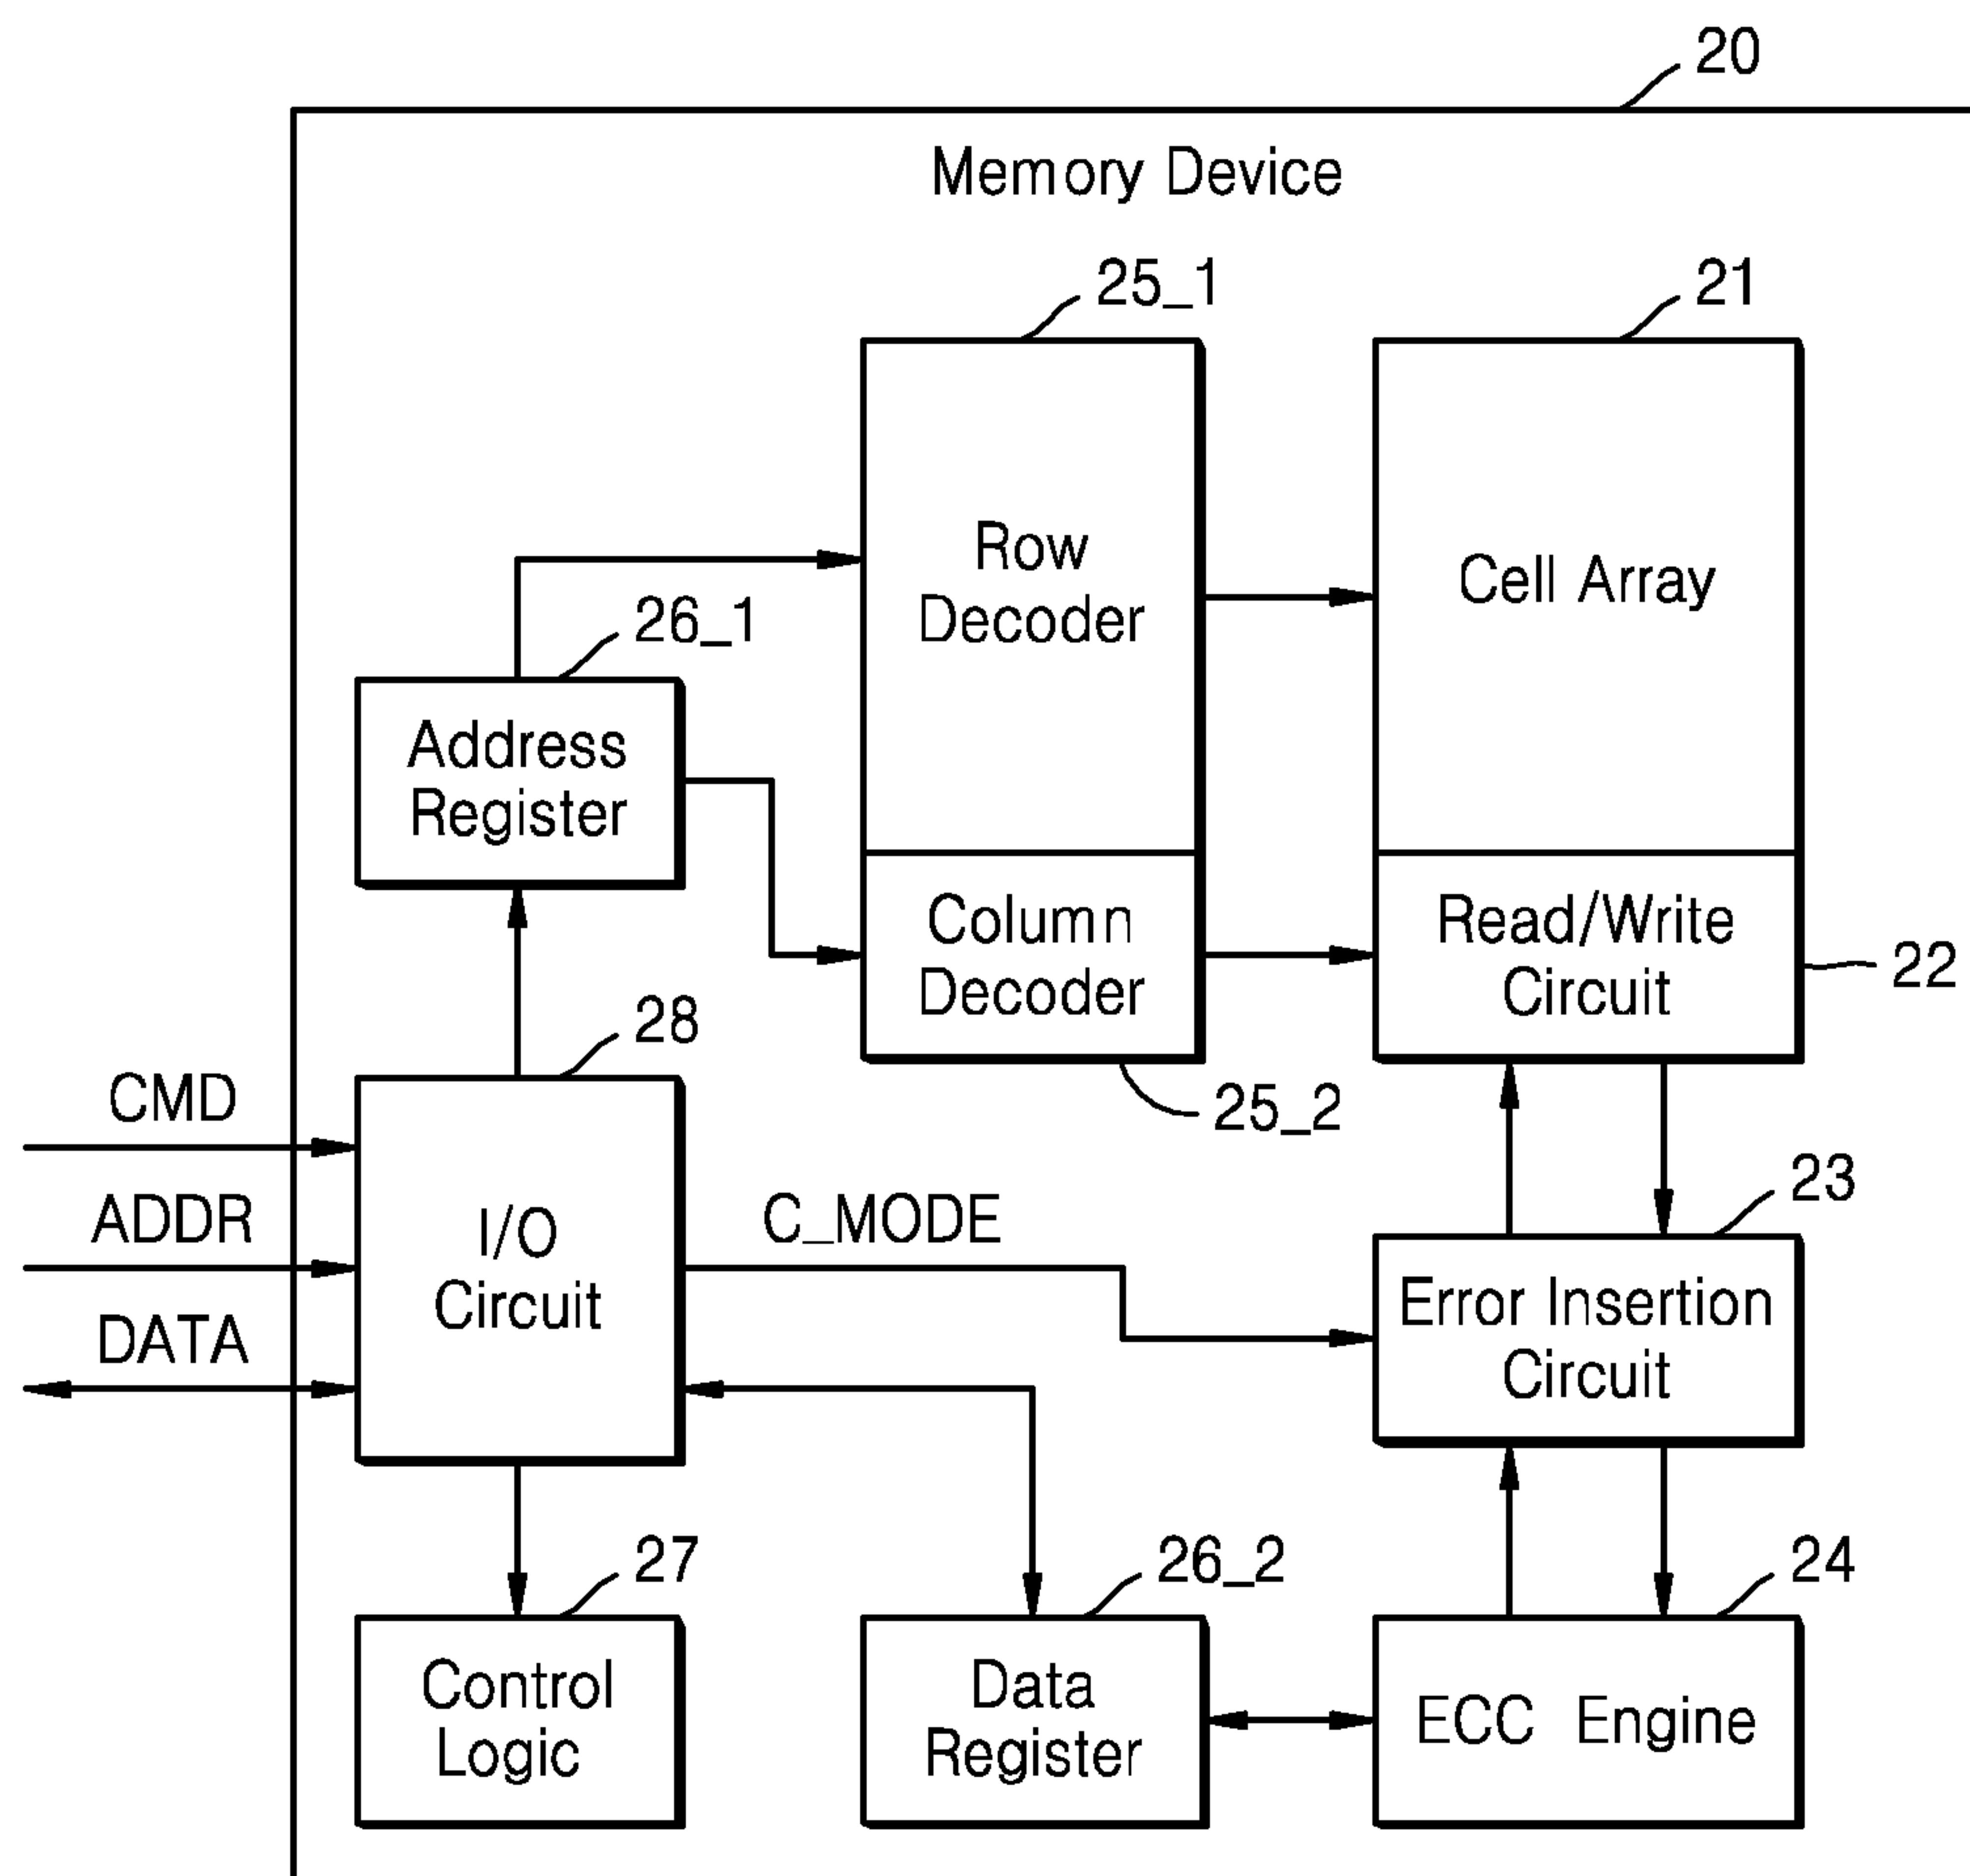 20
Memory Device
25_1
21
Row
Decoder
Cell Array
26_1
Address
Register
Column
Decoder
Read/Write
Circuit
22
28
25_2
CMD
ADDR
DATA
I/O
Circuit
C_MODE
23
Error Insertion
Circuit
27
26_2
24
Control
Logic
Data
Register
ECC Engine